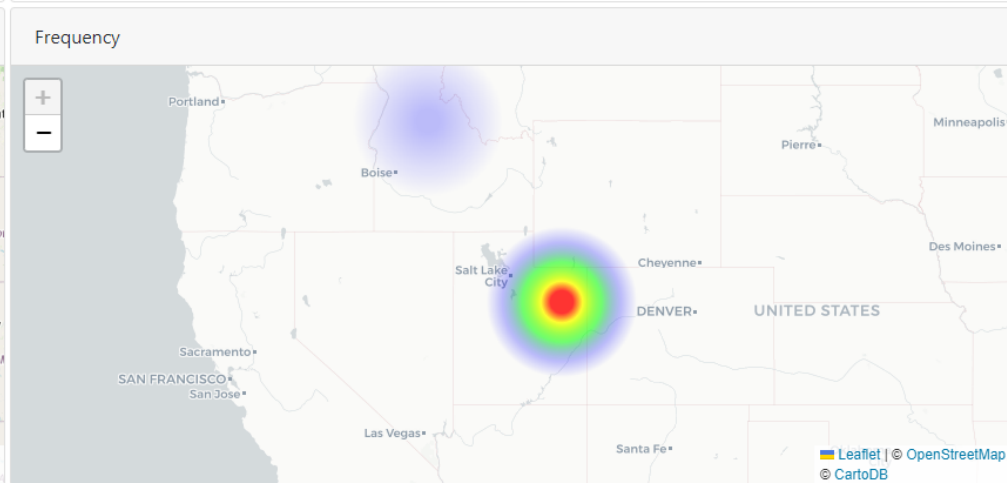 Frequency
+
−
Portland
Minneapolis
Pierre
Boise
Des Moines
Cheyenne
Salt Lake
City
DENVER
UNITED STATES
Sacramento
SAN FRANCISCO
San Jose
Las Vegas
Santa Fe
Leaflet | © OpenStreetMap
© CartoDB